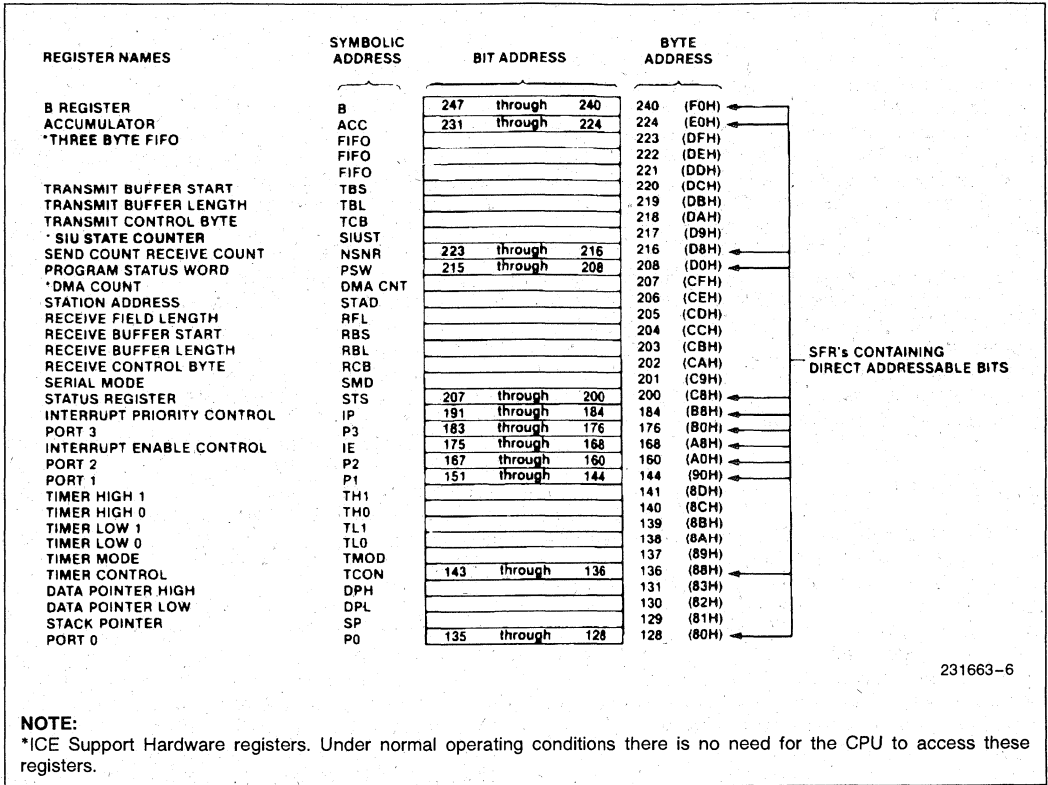 REGISTER NAMES SYMBOLIC ADDRESS BIT ADDRESS BYTE ADDRESS
B REGISTER B 247 through 240 240 (F0H)
ACCUMULATOR ACC 231 through 224 224 (E0H)
*THREE BYTE FIFO FIFO 223 (DFH)
FIFO 222 (DEH)
FIFO 221 (DDH)
TRANSMIT BUFFER START TBS 220 (DCH)
TRANSMIT BUFFER LENGTH TBL 219 (DBH)
TRANSMIT CONTROL BYTE TCB 218 (DAH)
*SIU STATE COUNTER SIUST 217 (D9H)
SEND COUNT RECEIVE COUNT NSNR 223 through 216 216 (D8H)
PROGRAM STATUS WORD PSW 215 through 208 208 (D0H)
*DMA COUNT DMA CNT 207 (CFH)
STATION ADDRESS STAD 206 (CEH)
RECEIVE FIELD LENGTH RFL 205 (CDH)
RECEIVE BUFFER START RBS 204 (CCH)
RECEIVE BUFFER LENGTH RBL 203 (CBH)
RECEIVE CONTROL BYTE RCB 202 (CAH)
SERIAL MODE SMD 201 (C9H)
STATUS REGISTER STS 207 through 200 200 (C8H)
INTERRUPT PRIORITY CONTROL IP 191 through 184 184 (B8H)
PORT 3 P3 183 through 176 176 (B0H)
INTERRUPT ENABLE CONTROL IE 175 through 168 168 (A8H)
PORT 2 P2 167 through 160 160 (A0H)
PORT 1 P1 151 through 144 144 (90H)
TIMER HIGH 1 TH1 141 (8DH)
TIMER HIGH 0 TH0 140 (8CH)
TIMER LOW 1 TL1 139 (8BH)
TIMER LOW 0 TL0 138 (8AH)
TIMER MODE TMOD 137 (89H)
TIMER CONTROL TCON 143 through 136 136 (88H)
DATA POINTER HIGH DPH 131 (83H)
DATA POINTER LOW DPL 130 (82H)
STACK POINTER SP 129 (81H)
PORT 0 P0 135 through 128 128 (80H)
SFR's CONTAINING
DIRECT ADDRESSABLE BITS
231663-6
NOTE:
*ICE Support Hardware registers. Under normal operating conditions there is no need for the CPU to access these
registers.